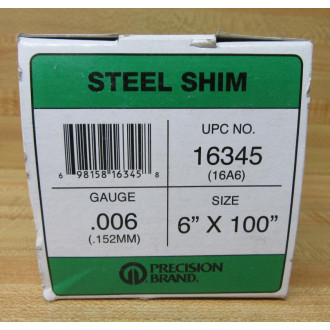 STEEL SHIM
UPC NO.
16345
(16A6)
6 98158 16345 8
GAUGE
.006
(.152MM)
SIZE
6” X 100”
PRECISION
BRAND®